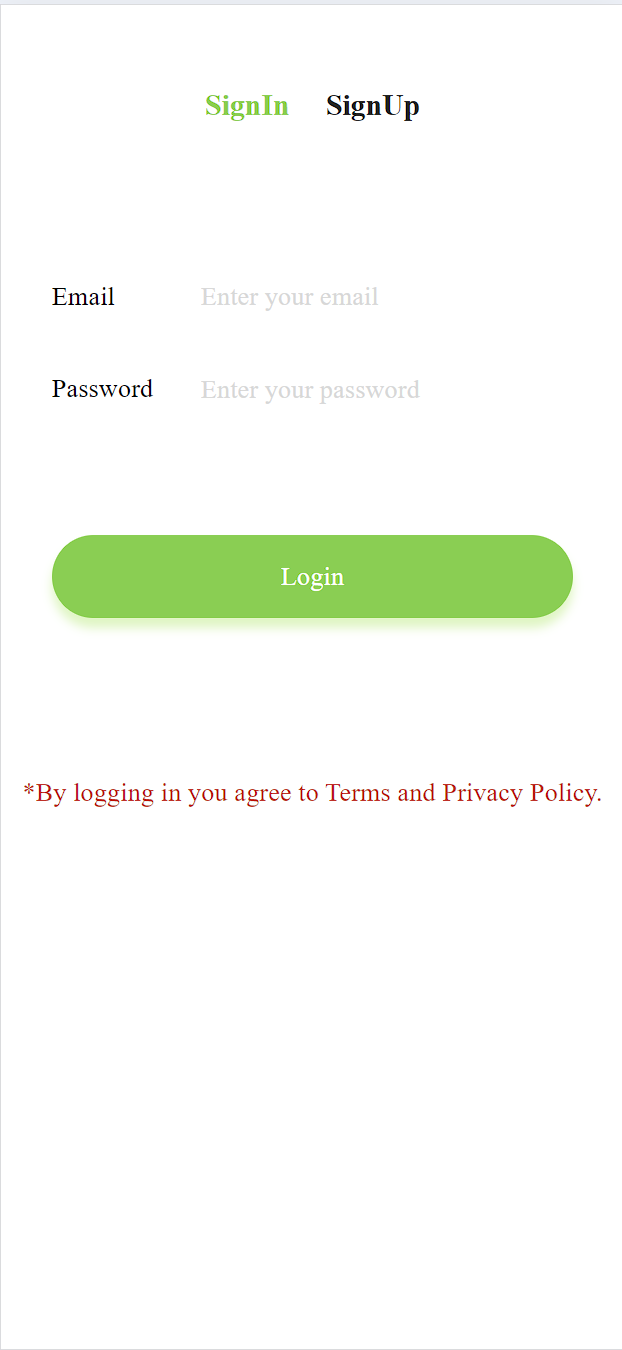 SignIn SignUp
Email Enter your email
Password Enter your password
Login
*By logging in you agree to Terms and Privacy Policy.